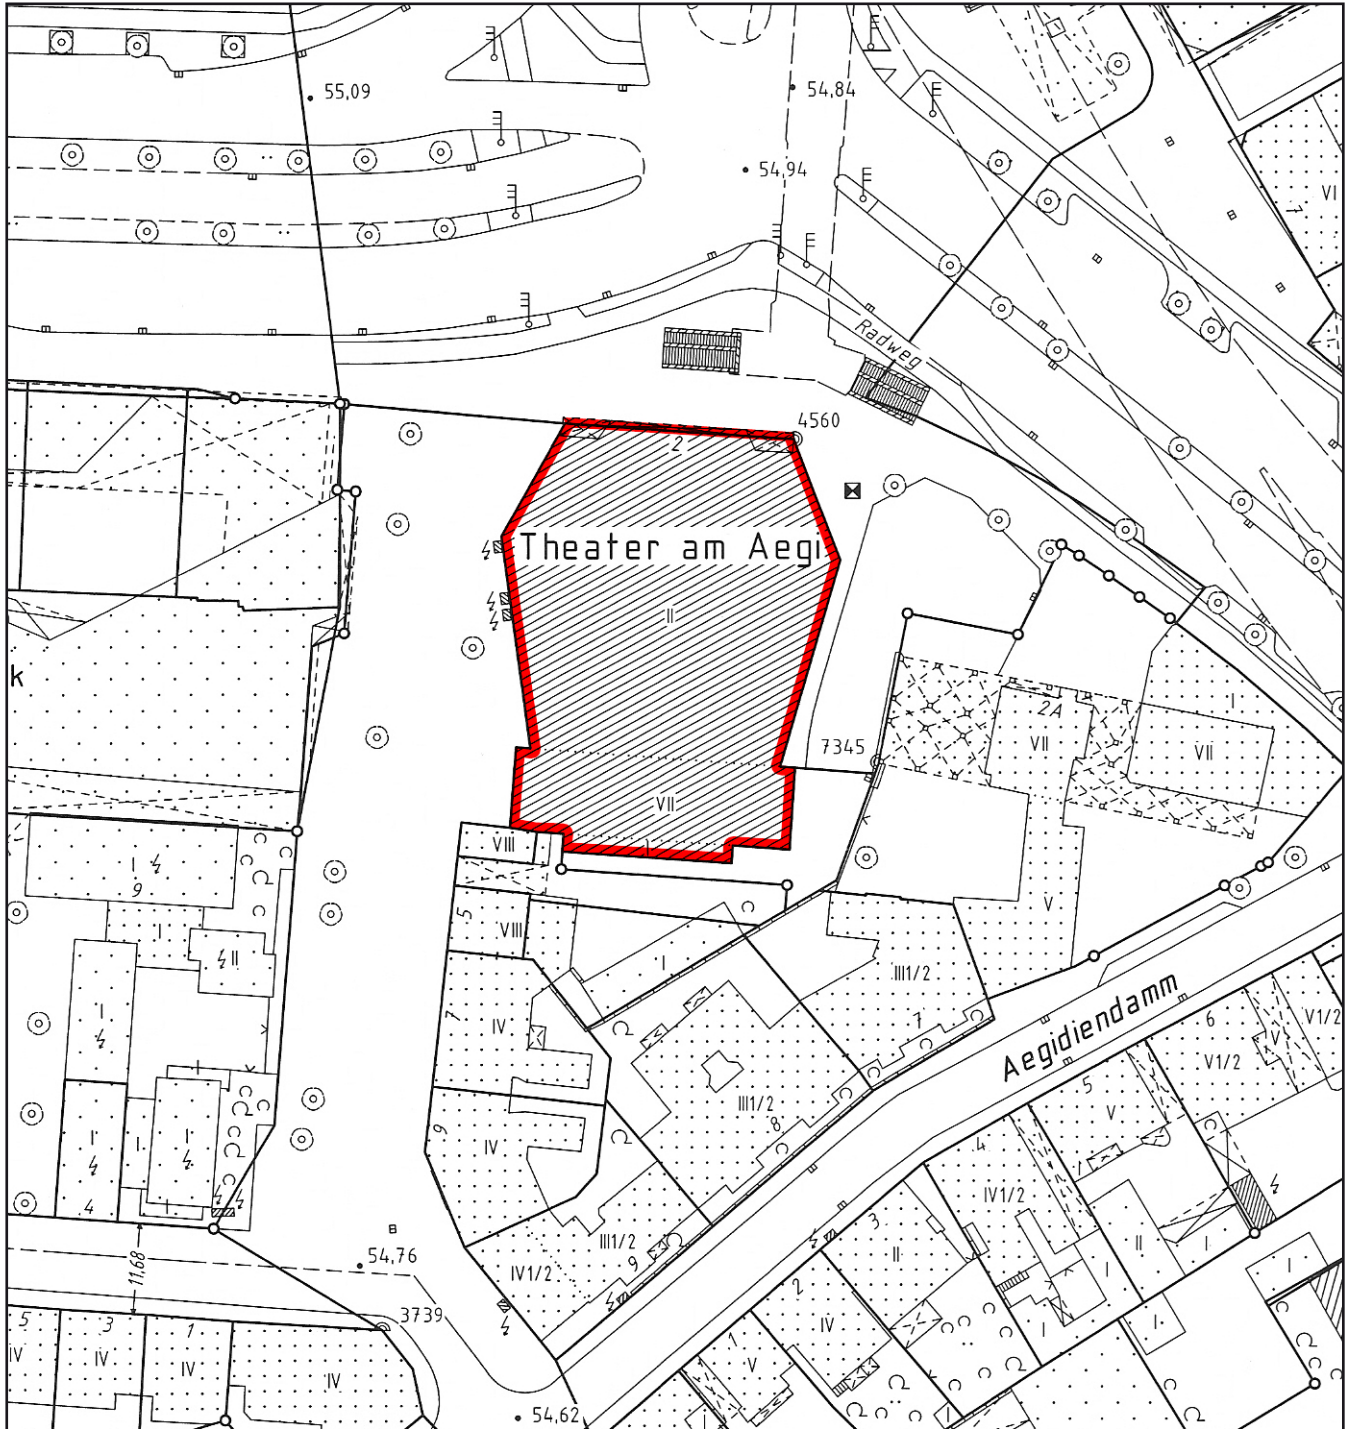 55,09
54,84
54,94
VI
7
Radweg
4560
2
Theater am Aegi
II
k
7345
2A
VII
I
VII
VII
VIII
I
9
5
VIII
I
II
I
V
III1/2
7
IV
I
7
Aegidiendamm
6
V1/2
V
V1/2
III1/2
8
5
V
9
IV
4
IV1/2
I
I
I
4
III1/2
9
IV1/2
3
II
II
I
I
54,76
11,68
2
IV
I
I
I
3739
5
3
1
IV
IV
IV
IV
1
V
I
54,62